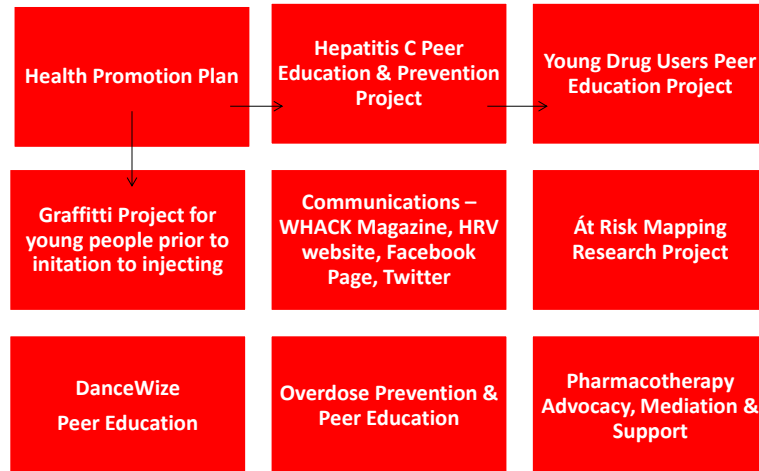 Health Promotion Plan
Hepatitis C Peer
Education & Prevention
Project
Young Drug Users Peer
Education Project
Graffitti Project for
young people prior to
initation to injecting
Communications –
WHACK Magazine, HRV
website, Facebook
Page, Twitter
Át Risk Mapping
Research Project
DanceWize
Peer Education
Overdose Prevention &
Peer Education
Pharmacotherapy
Advocacy, Mediation &
Support